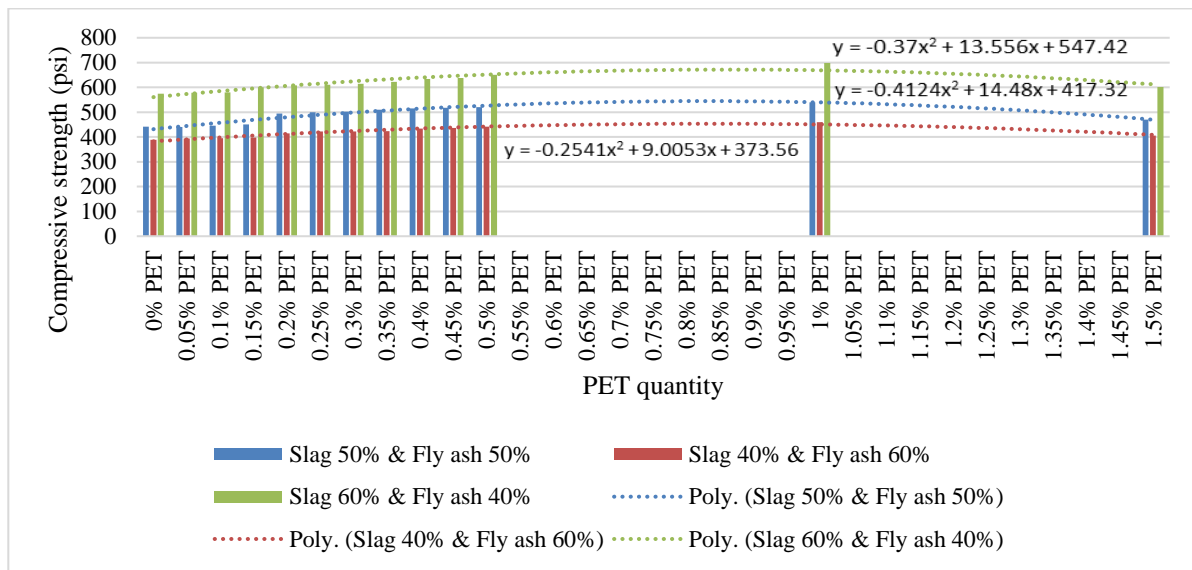 Compressive strength (psi)
800
700
600
500
400
300
200
100
0
y = -0.37x² + 13.556x + 547.42
y = -0.4124x² + 14.48x + 417.32
y = -0.2541x² + 9.0053x + 373.56
0% PET
0.05% PET
0.1% PET
0.15% PET
0.2% PET
0.25% PET
0.3% PET
0.35% PET
0.4% PET
0.45% PET
0.5% PET
0.55% PET
0.6% PET
0.65% PET
0.7% PET
0.75% PET
0.8% PET
0.85% PET
0.9% PET
0.95% PET
1% PET
1.05% PET
1.1% PET
1.15% PET
1.2% PET
1.25% PET
1.3% PET
1.35% PET
1.4% PET
1.45% PET
1.5% PET
PET quantity
Slag 50% & Fly ash 50%
Slag 40% & Fly ash 60%
Slag 60% & Fly ash 40%
Poly. (Slag 50% & Fly ash 50%)
Poly. (Slag 40% & Fly ash 60%)
Poly. (Slag 60% & Fly ash 40%)